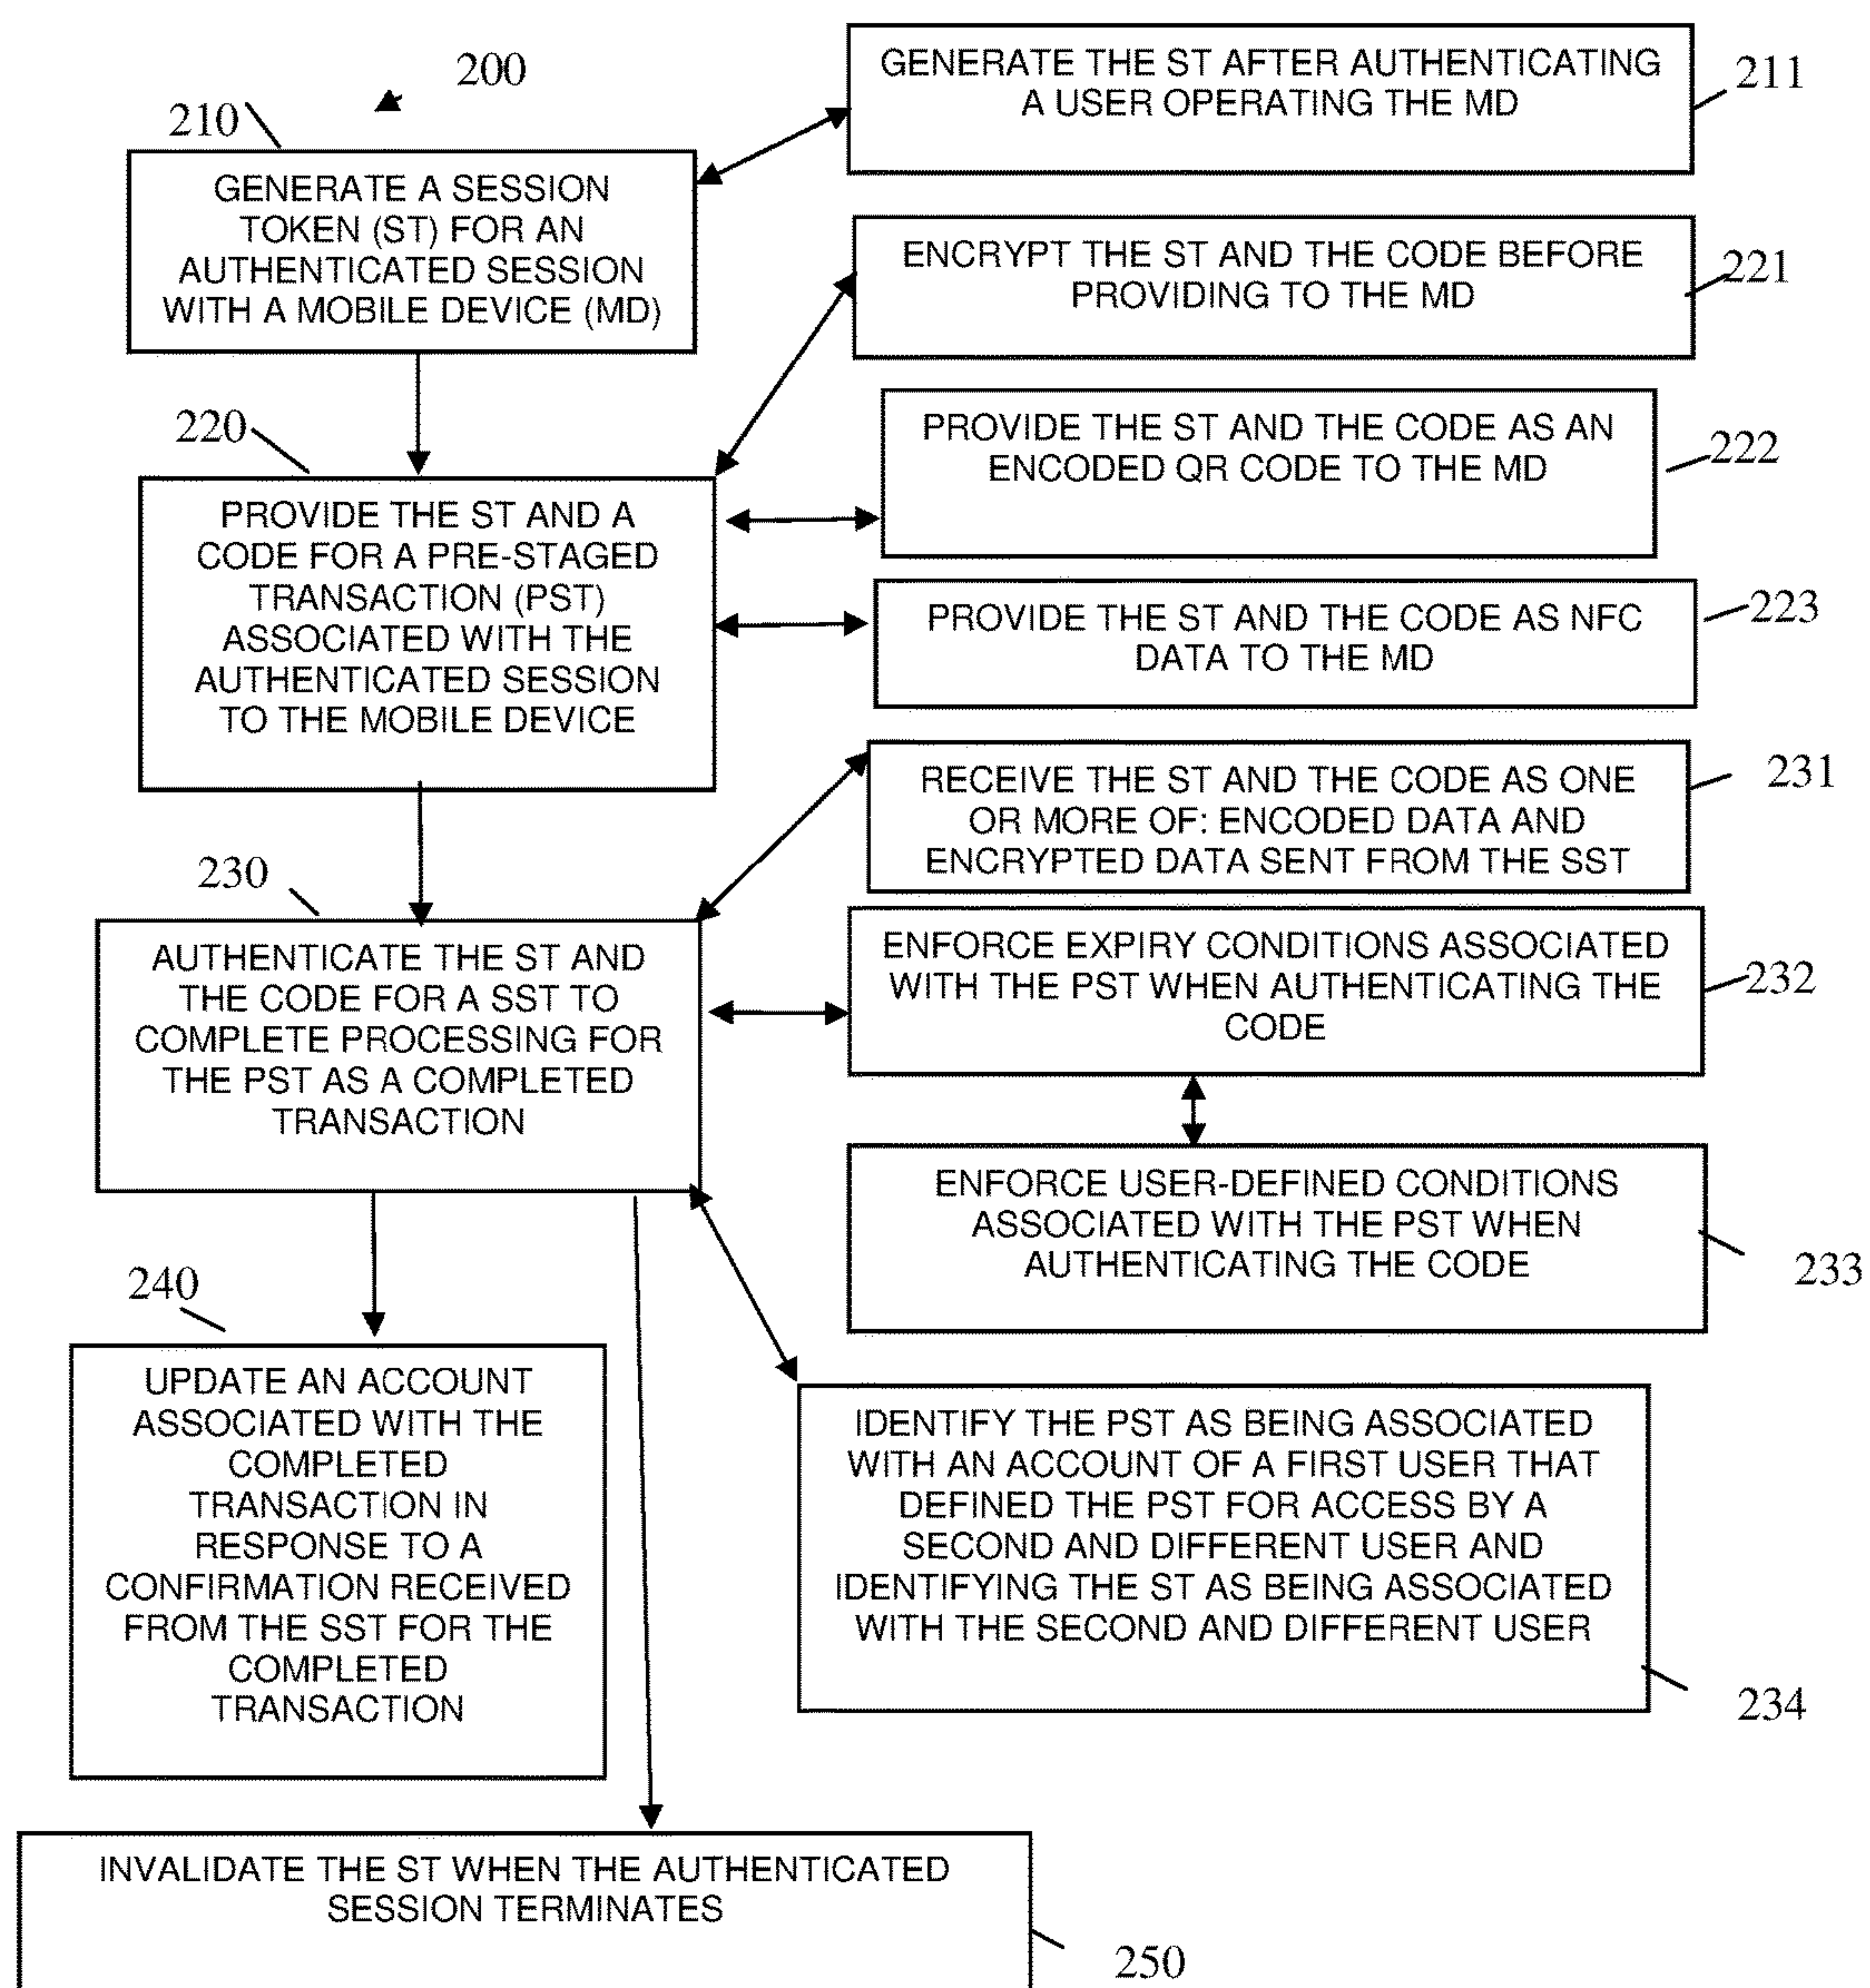 200
210
GENERATE A SESSION
TOKEN (ST) FOR AN
AUTHENTICATED SESSION
WITH A MOBILE DEVICE (MD)
GENERATE THE ST AFTER AUTHENTICATING
A USER OPERATING THE MD
211
ENCRYPT THE ST AND THE CODE BEFORE
PROVIDING TO THE MD
221
220
PROVIDE THE ST AND A
CODE FOR A PRE-STAGED
TRANSACTION (PST)
ASSOCIATED WITH THE
AUTHENTICATED SESSION
TO THE MOBILE DEVICE
PROVIDE THE ST AND THE CODE AS AN
ENCODED QR CODE TO THE MD
222
PROVIDE THE ST AND THE CODE AS NFC
DATA TO THE MD
223
RECEIVE THE ST AND THE CODE AS ONE
OR MORE OF: ENCODED DATA AND
ENCRYPTED DATA SENT FROM THE SST
231
230
AUTHENTICATE THE ST AND
THE CODE FOR A SST TO
COMPLETE PROCESSING FOR
THE PST AS A COMPLETED
TRANSACTION
ENFORCE EXPIRY CONDITIONS ASSOCIATED
WITH THE PST WHEN AUTHENTICATING THE
CODE
232
ENFORCE USER-DEFINED CONDITIONS
ASSOCIATED WITH THE PST WHEN
AUTHENTICATING THE CODE
233
240
UPDATE AN ACCOUNT
ASSOCIATED WITH THE
COMPLETED
TRANSACTION IN
RESPONSE TO A
CONFIRMATION RECEIVED
FROM THE SST FOR THE
COMPLETED
TRANSACTION
IDENTIFY THE PST AS BEING ASSOCIATED
WITH AN ACCOUNT OF A FIRST USER THAT
DEFINED THE PST FOR ACCESS BY A
SECOND AND DIFFERENT USER AND
IDENTIFYING THE ST AS BEING ASSOCIATED
WITH THE SECOND AND DIFFERENT USER
234
INVALIDATE THE ST WHEN THE AUTHENTICATED
SESSION TERMINATES
250